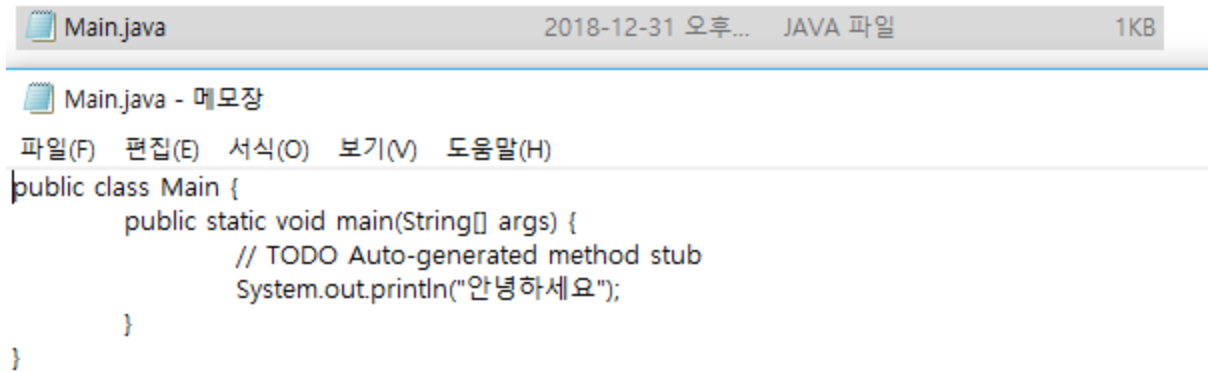 Main.java 2018-12-31 오후... JAVA 파일 1KB
Main.java - 메모장
파일(F) 편집(E) 서식(O) 보기(V) 도움말(H)
public class Main {
public static void main(String[] args) {
// TODO Auto-generated method stub
System.out.println("안녕하세요");
}
}